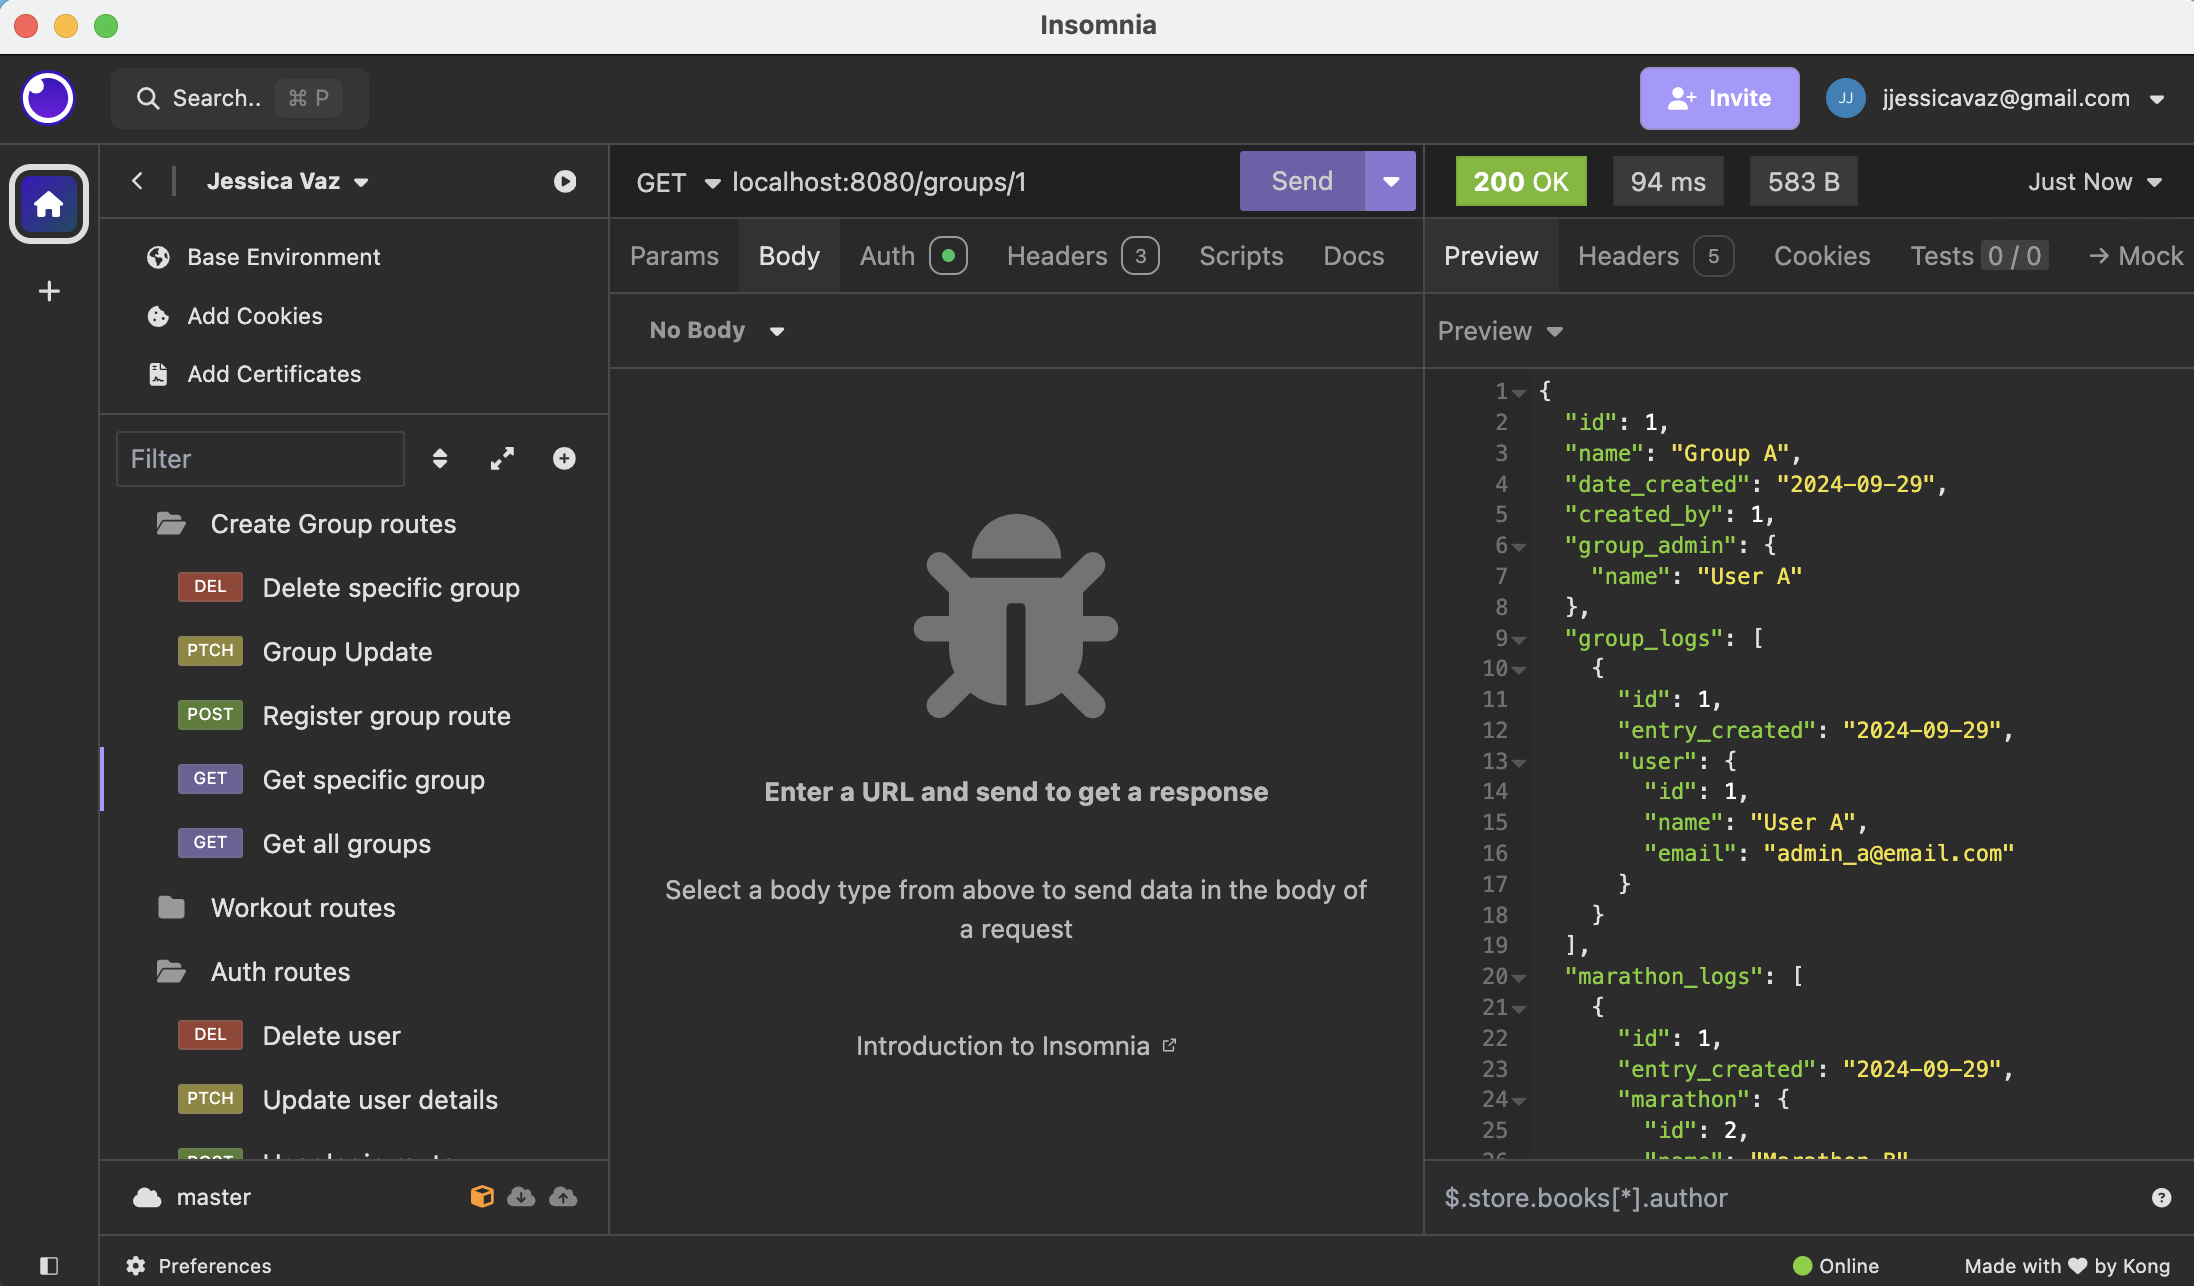 Insomnia
Search.. ⌘ P
Invite
JJ jjessicavaz@gmail.com
Jessica Vaz
Base Environment
Add Cookies
Add Certificates
Filter
Create Group routes
DEL Delete specific group
PTCH Group Update
POST Register group route
GET Get specific group
GET Get all groups
Workout routes
Auth routes
DEL Delete user
PTCH Update user details
POST
master
GET localhost:8080/groups/1 Send
Params Body Auth Headers 3 Scripts Docs
No Body
Enter a URL and send to get a response
Select a body type from above to send data in the body of
a request
Introduction to Insomnia
200 OK 94 ms 583 B Just Now
Preview Headers 5 Cookies Tests 0 / 0 → Mock
Preview
1 {
2 "id": 1,
3 "name": "Group A",
4 "date_created": "2024-09-29",
5 "created_by": 1,
6 "group_admin": {
7 "name": "User A"
8 },
9 "group_logs": [
10 {
11 "id": 1,
12 "entry_created": "2024-09-29",
13 "user": {
14 "id": 1,
15 "name": "User A",
16 "email": "admin_a@email.com"
17 }
18 }
19 ],
20 "marathon_logs": [
21 {
22 "id": 1,
23 "entry_created": "2024-09-29",
24 "marathon": {
25 "id": 2,
26 "name": "Marathon B"
$.store.books[*].author
Preferences
Online
Made with ♥ by Kong